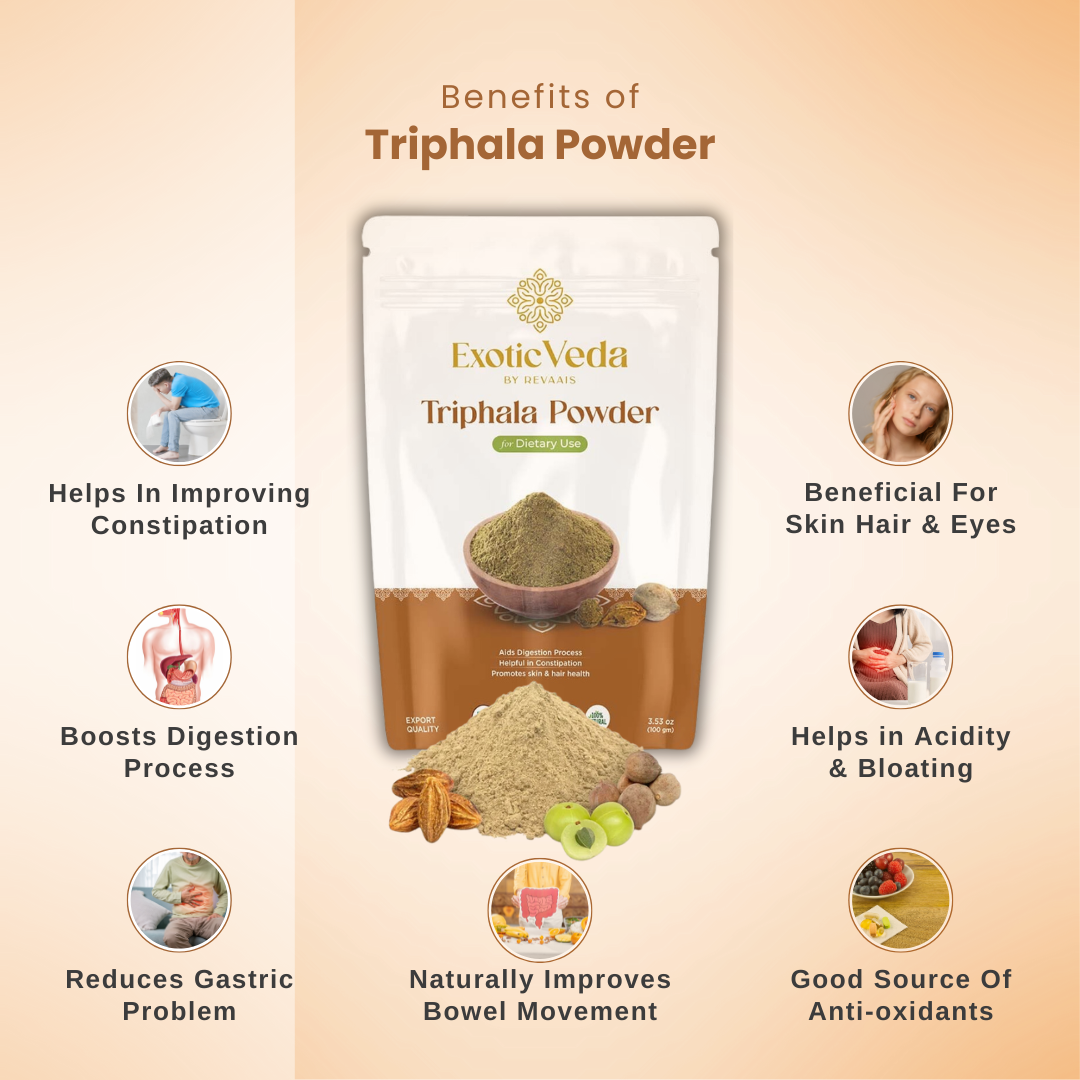 Benefits of
Triphala Powder
ExoticVeda
BY REVAAIS
Triphala Powder
for Dietary Use
Aids Digestion Process
Helpful in Constipation
Promotes skin & hair health
EXPORT
QUALITY
100%
3.53 oz
(100 gm)
Helps In Improving
Constipation
Beneficial For
Skin Hair & Eyes
Boosts Digestion
Process
Helps in Acidity
& Bloating
Reduces Gastric
Problem
Naturally Improves
Bowel Movement
Good Source Of
Anti-oxidants